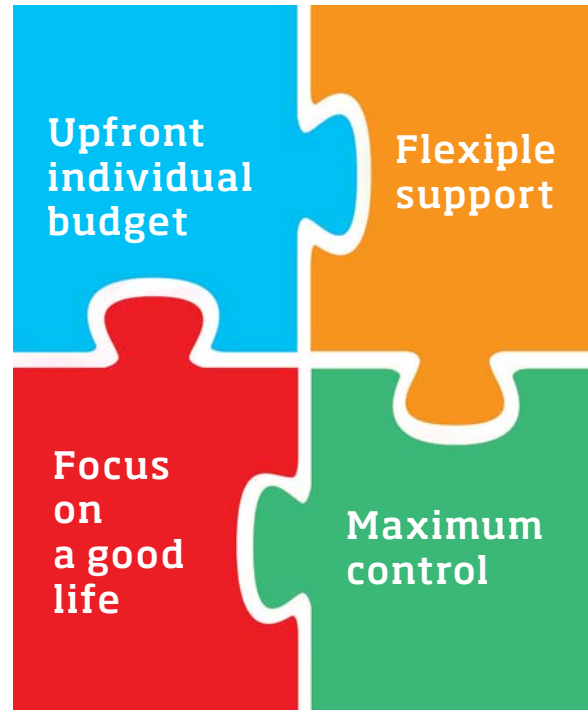 Upfront
individual
budget
Flexiple
support
Focus
on
a good
life
Maximum
control